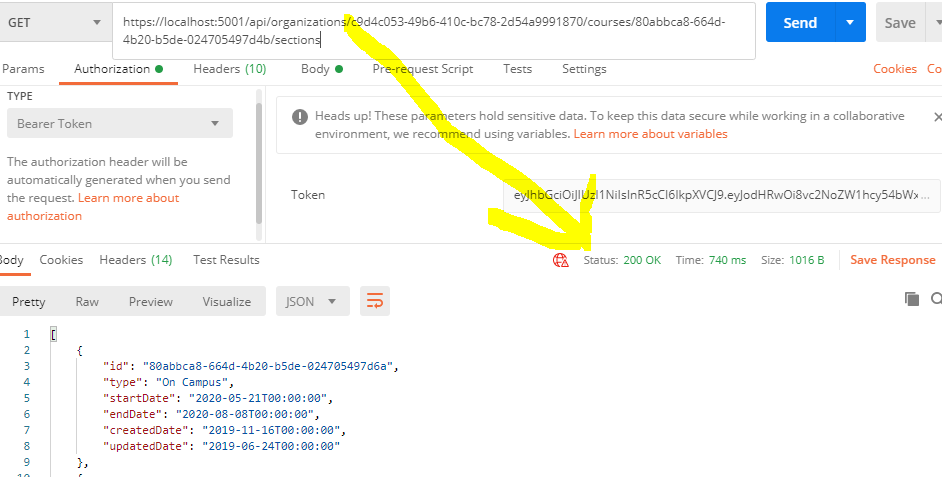 GET
https://localhost:5001/api/organizations/c9d4c053-49b6-410c-bc78-2d54a9991870/courses/80abbca8-664d-
4b20-b5de-024705497d4b/sections
Send
Save
Params Authorization Headers (10) Body Pre-request Script Tests Settings Cookies Co
TYPE
Bearer Token
The authorization header will be
automatically generated when you
send the request. Learn more about
authorization
Heads up! These parameters hold sensitive data. To keep this data secure while working in a collaborative
environment, we recommend using variables. Learn more about variables
Token
Body Cookies Headers (14) Test Results Status: 200 OK Time: 740 ms Size: 1016 B Save Response
Pretty Raw Preview Visualize JSON
1 [
2 {
3 "id": "80abbca8-664d-4b20-b5de-024705497d6a",
4 "type": "On Campus",
5 "startDate": "2020-05-21T00:00:00",
6 "endDate": "2020-08-08T00:00:00",
7 "createdDate": "2019-11-16T00:00:00",
8 "updatedDate": "2019-06-24T00:00:00"
9 },